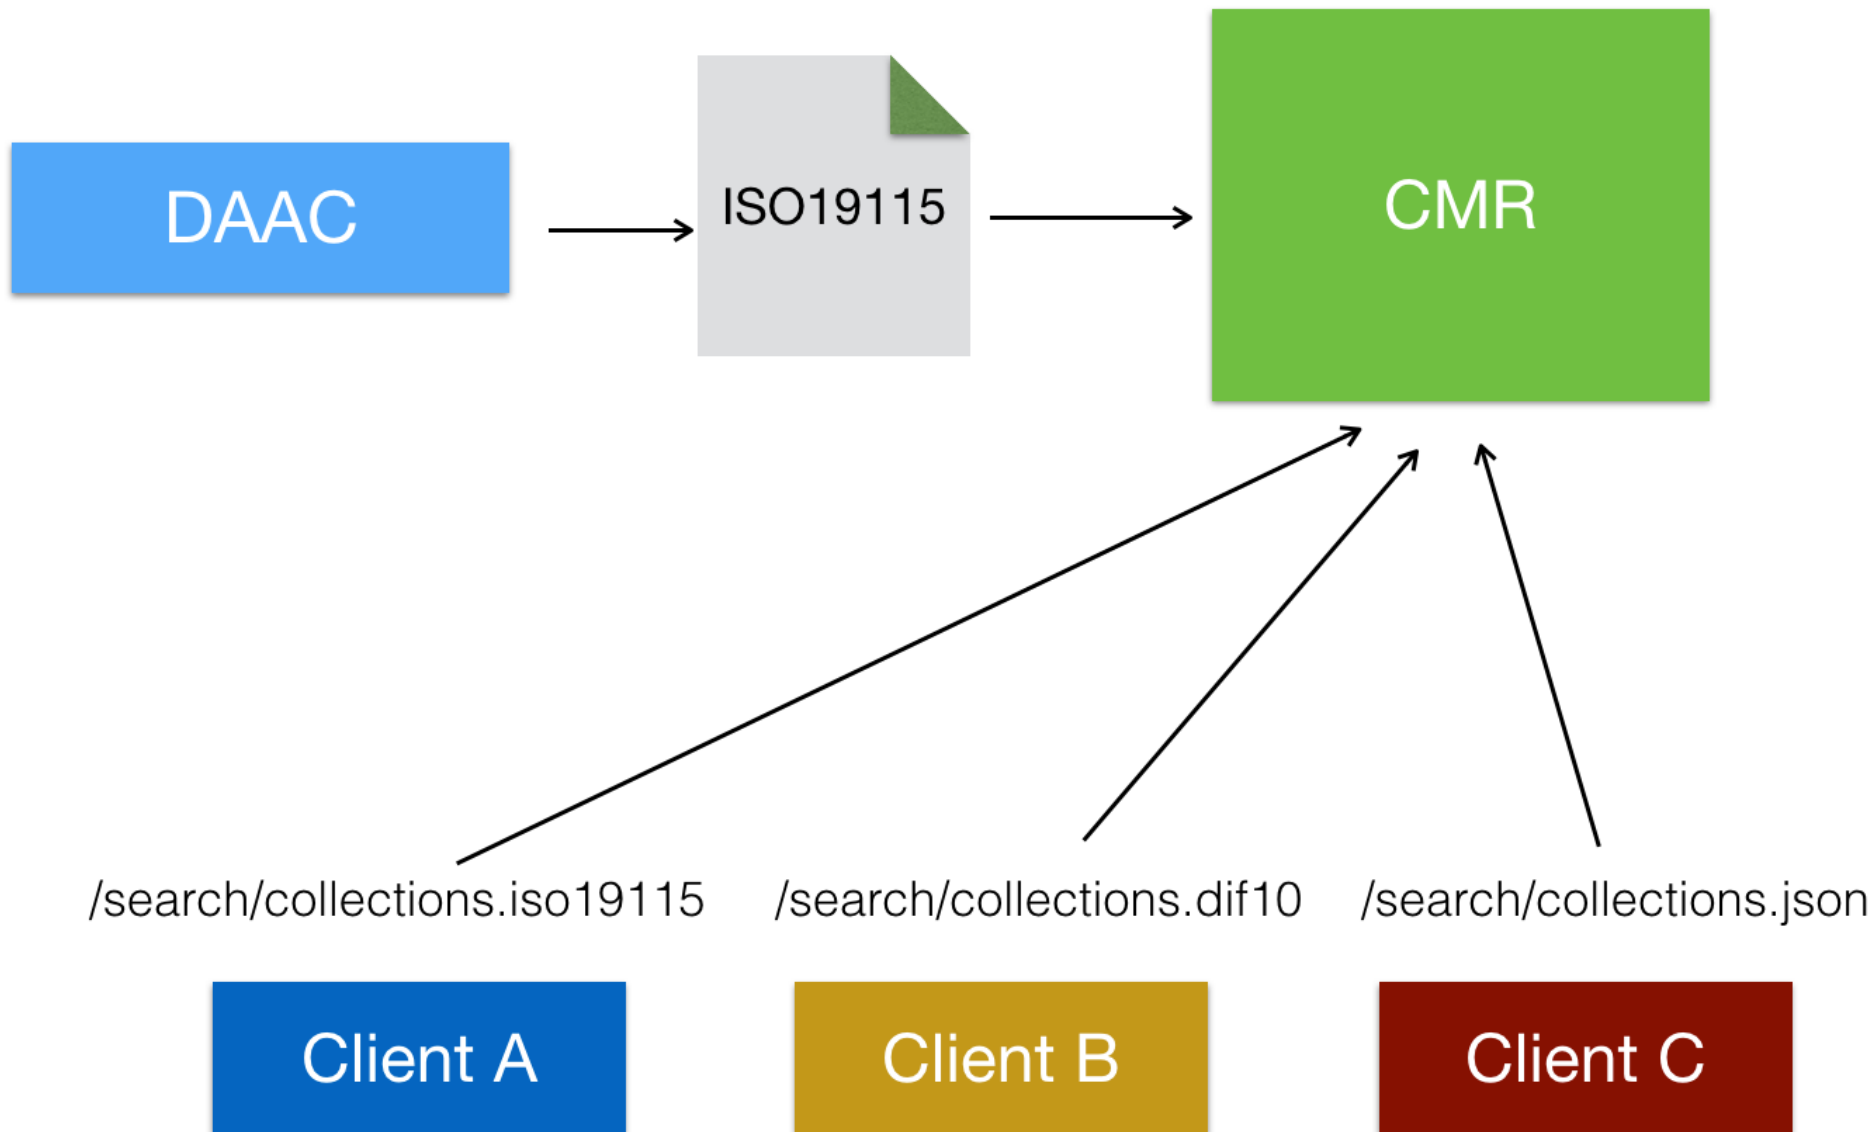 DAAC
ISO19115
CMR
/search/collections.iso19115
/search/collections.dif10
/search/collections.json
Client A
Client B
Client C